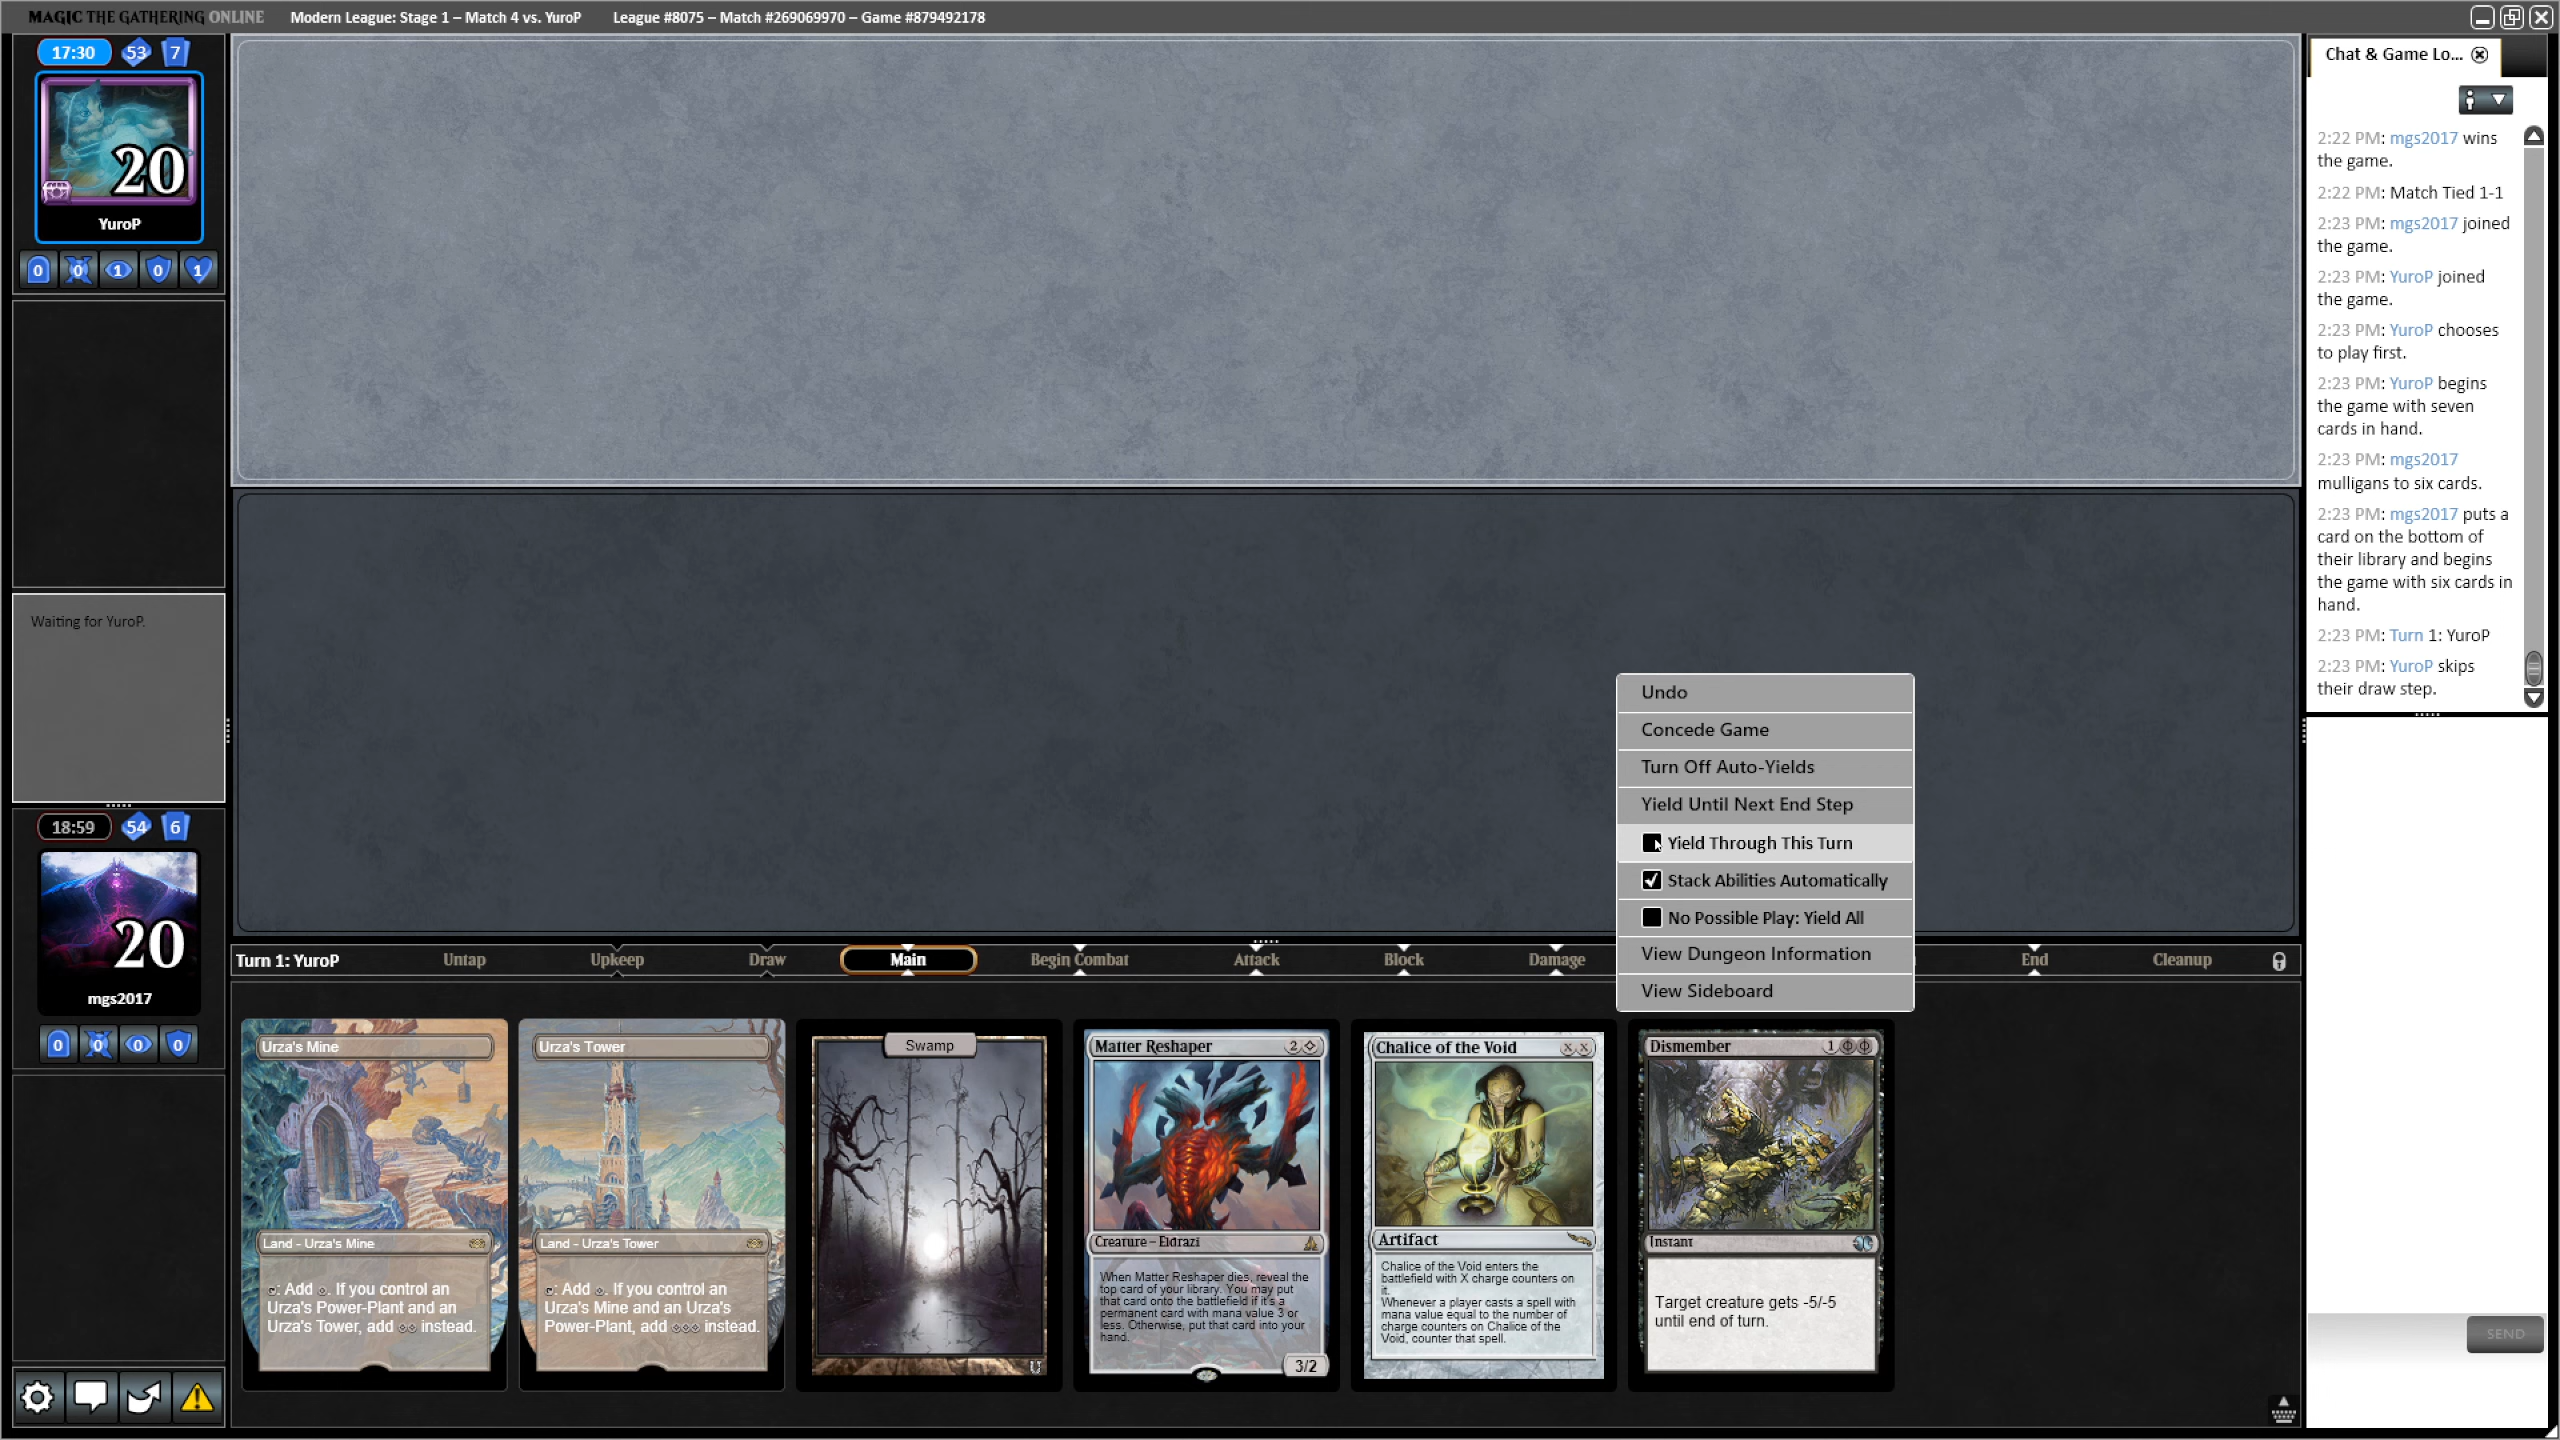 MAGIC THE GATHERING ONLINE
Modern League: Stage 1 – Match 4 vs. YuroP
League #8075 – Match #269069970 – Game #879492178
17:30
53
7
20
YuroP
0
0
1
0
1
Waiting for YuroP.
18:59
54
6
20
mgs2017
0
0
0
0
Undo
Concede Game
Turn Off Auto-Yields
Yield Until Next End Step
Yield Through This Turn
Stack Abilities Automatically
No Possible Play: Yield All
View Dungeon Information
View Sideboard
Turn 1: YuroP
Untap
Upkeep
Draw
Main
Begin Combat
Attack
Block
Damage
End
Cleanup
Urza's Mine
Land - Urza's Mine
: Add . If you control an
Urza's Power-Plant and an
Urza's Tower, add instead.
Urza's Tower
Land - Urza's Tower
: Add . If you control an
Urza's Mine and an Urza's
Power-Plant, add instead.
Swamp
Matter Reshaper
2
Creature – Eldrazi
When Matter Reshaper dies, reveal the
top card of your library. You may put
that card onto the battlefield if it's a
permanent card with mana value 3 or
less. Otherwise, put that card into your
hand.
3/2
Chalice of the Void
X X
Artifact
Chalice of the Void enters the
battlefield with X charge counters on
it.
Whenever a player casts a spell with
mana value equal to the number of
charge counters on Chalice of the
Void, counter that spell.
Dismember
1
Instant
Target creature gets -5/-5
until end of turn.
Chat & Game Lo...
2:22 PM: mgs2017 wins
the game.
2:22 PM: Match Tied 1-1
2:23 PM: mgs2017 joined
the game.
2:23 PM: YuroP joined
the game.
2:23 PM: YuroP chooses
to play first.
2:23 PM: YuroP begins
the game with seven
cards in hand.
2:23 PM: mgs2017
mulligans to six cards.
2:23 PM: mgs2017 puts a
card on the bottom of
their library and begins
the game with six cards in
hand.
2:23 PM: Turn 1: YuroP
2:23 PM: YuroP skips
their draw step.
SEND